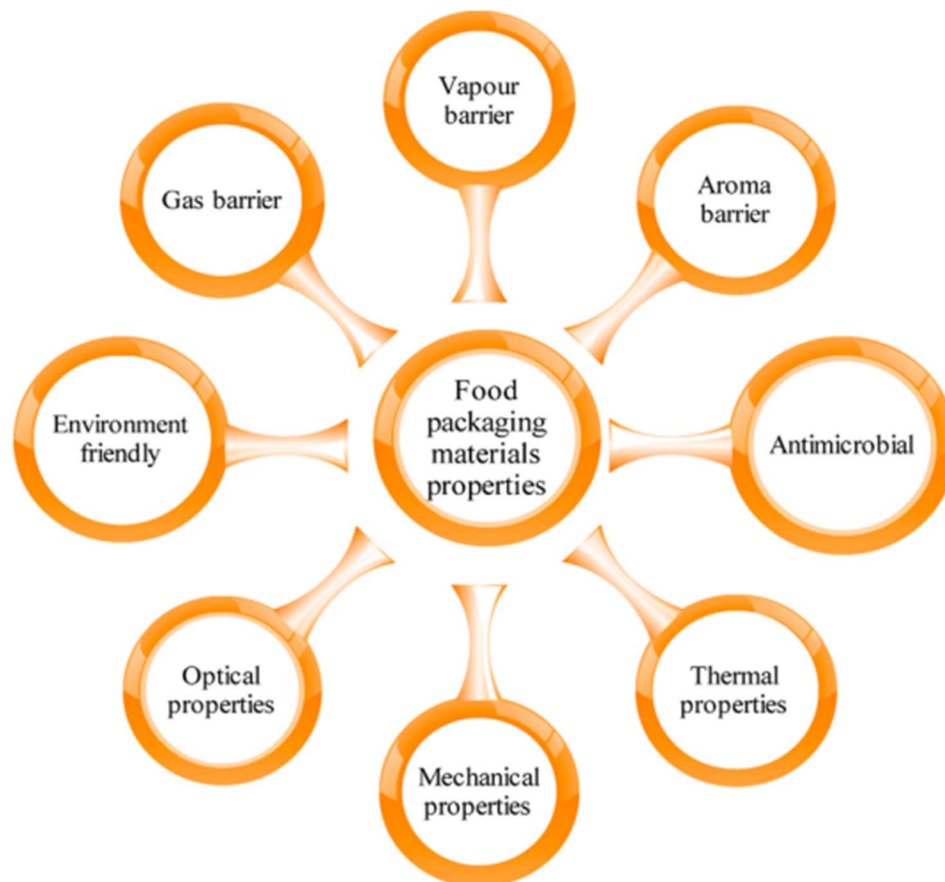 Vapour
barrier
Gas barrier
Aroma
barrier
Environment
friendly
Food
packaging
materials
properties
Antimicrobial
Optical
properties
Thermal
properties
Mechanical
properties